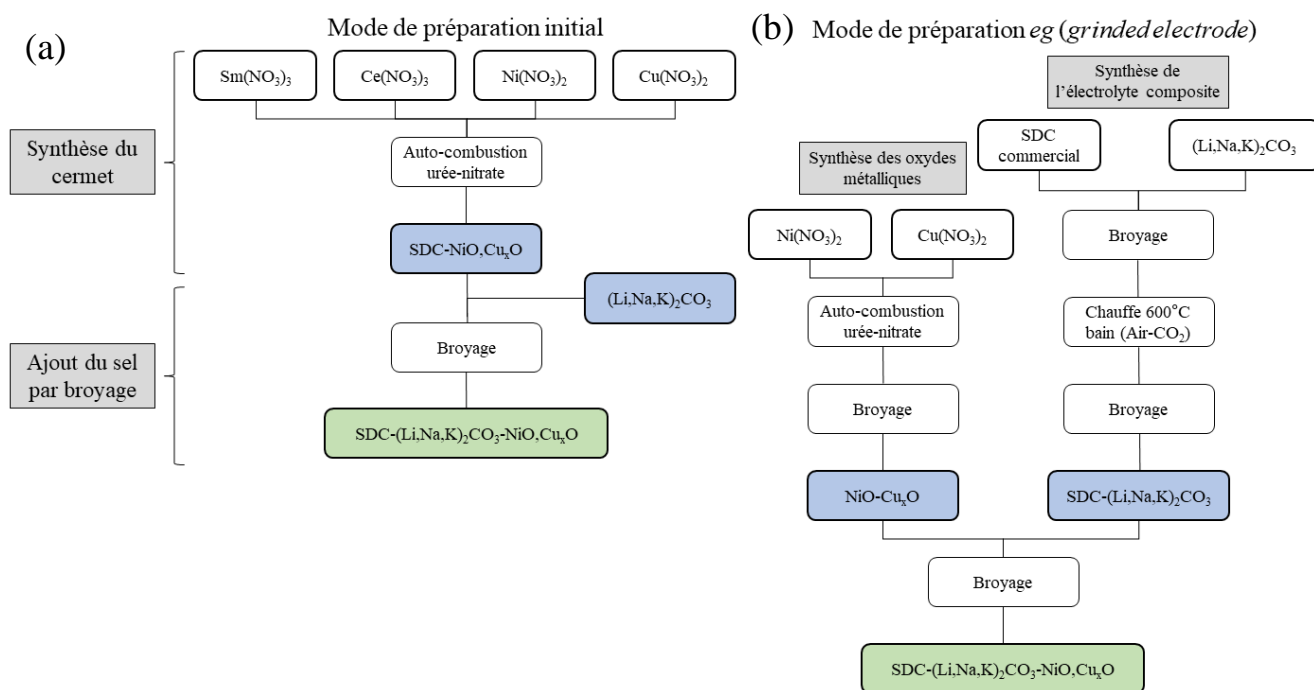 (a)
Mode de préparation initial
Sm(NO₃)₃
Ce(NO₃)₃
Ni(NO₃)₂
Cu(NO₃)₂
Synthèse du
cermet
Auto-combustion
urée-nitrate
SDC-NiO,CuₓO
(Li,Na,K)₂CO₃
Ajout du sel
par broyage
Broyage
SDC-(Li,Na,K)₂CO₃-NiO,CuₓO
(b)
Mode de préparation eg (grinded electrode)
Synthèse de
l’électrolyte composite
Synthèse des oxydes
métalliques
SDC
commercial
(Li,Na,K)₂CO₃
Ni(NO₃)₂
Cu(NO₃)₂
Broyage
Auto-combustion
urée-nitrate
Chauffe 600°C
bain (Air-CO₂)
Broyage
Broyage
NiO-CuₓO
SDC-(Li,Na,K)₂CO₃
Broyage
SDC-(Li,Na,K)₂CO₃-NiO,CuₓO